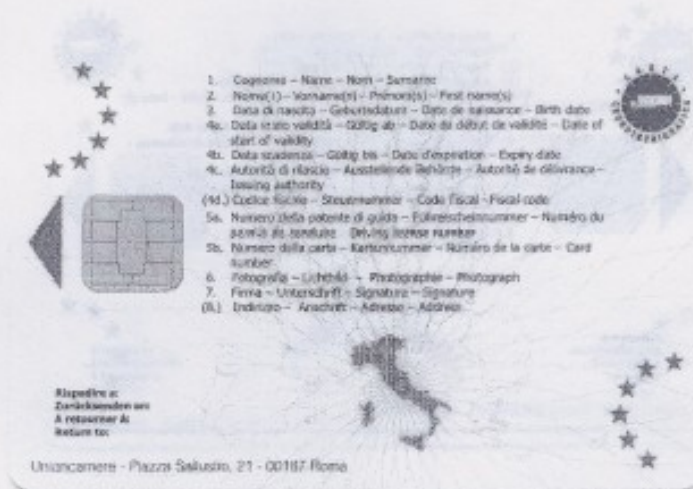 1. Cognome – Name – Nom – Surname
2. Nome(i) – Vorname(n) – Prénom(s) – First name(s)
3. Data di nascita – Geburtsdatum – Date de naissance – Birth date
4a. Data inizio validità – Gültig ab – Date de début de validité – Date of
start of validity
4b. Data scadenza – Gültig bis – Date d'expiration – Expiry date
4c. Autorità di rilascio – Ausstellende Behörde – Autorité de délivrance –
Issuing authority
(4d.) Codice fiscale – Steuernummer – Code fiscal – Fiscal code
5a. Numero della patente di guida – Führerscheinnummer – Numéro du
permis de conduire – Driving license number
5b. Numero della carta – Kartennummer – Numéro de la carte – Card
number
6. Fotografia – Lichtbild – Photographie – Photograph
7. Firma – Unterschrift – Signature – Signature
(8.) Indirizzo – Anschrift – Adresse – Address
Rispedire a:
Zurücksenden an:
A retourner à:
Return to:
Unioncamere - Piazza Sallustio, 21 - 00187 Roma